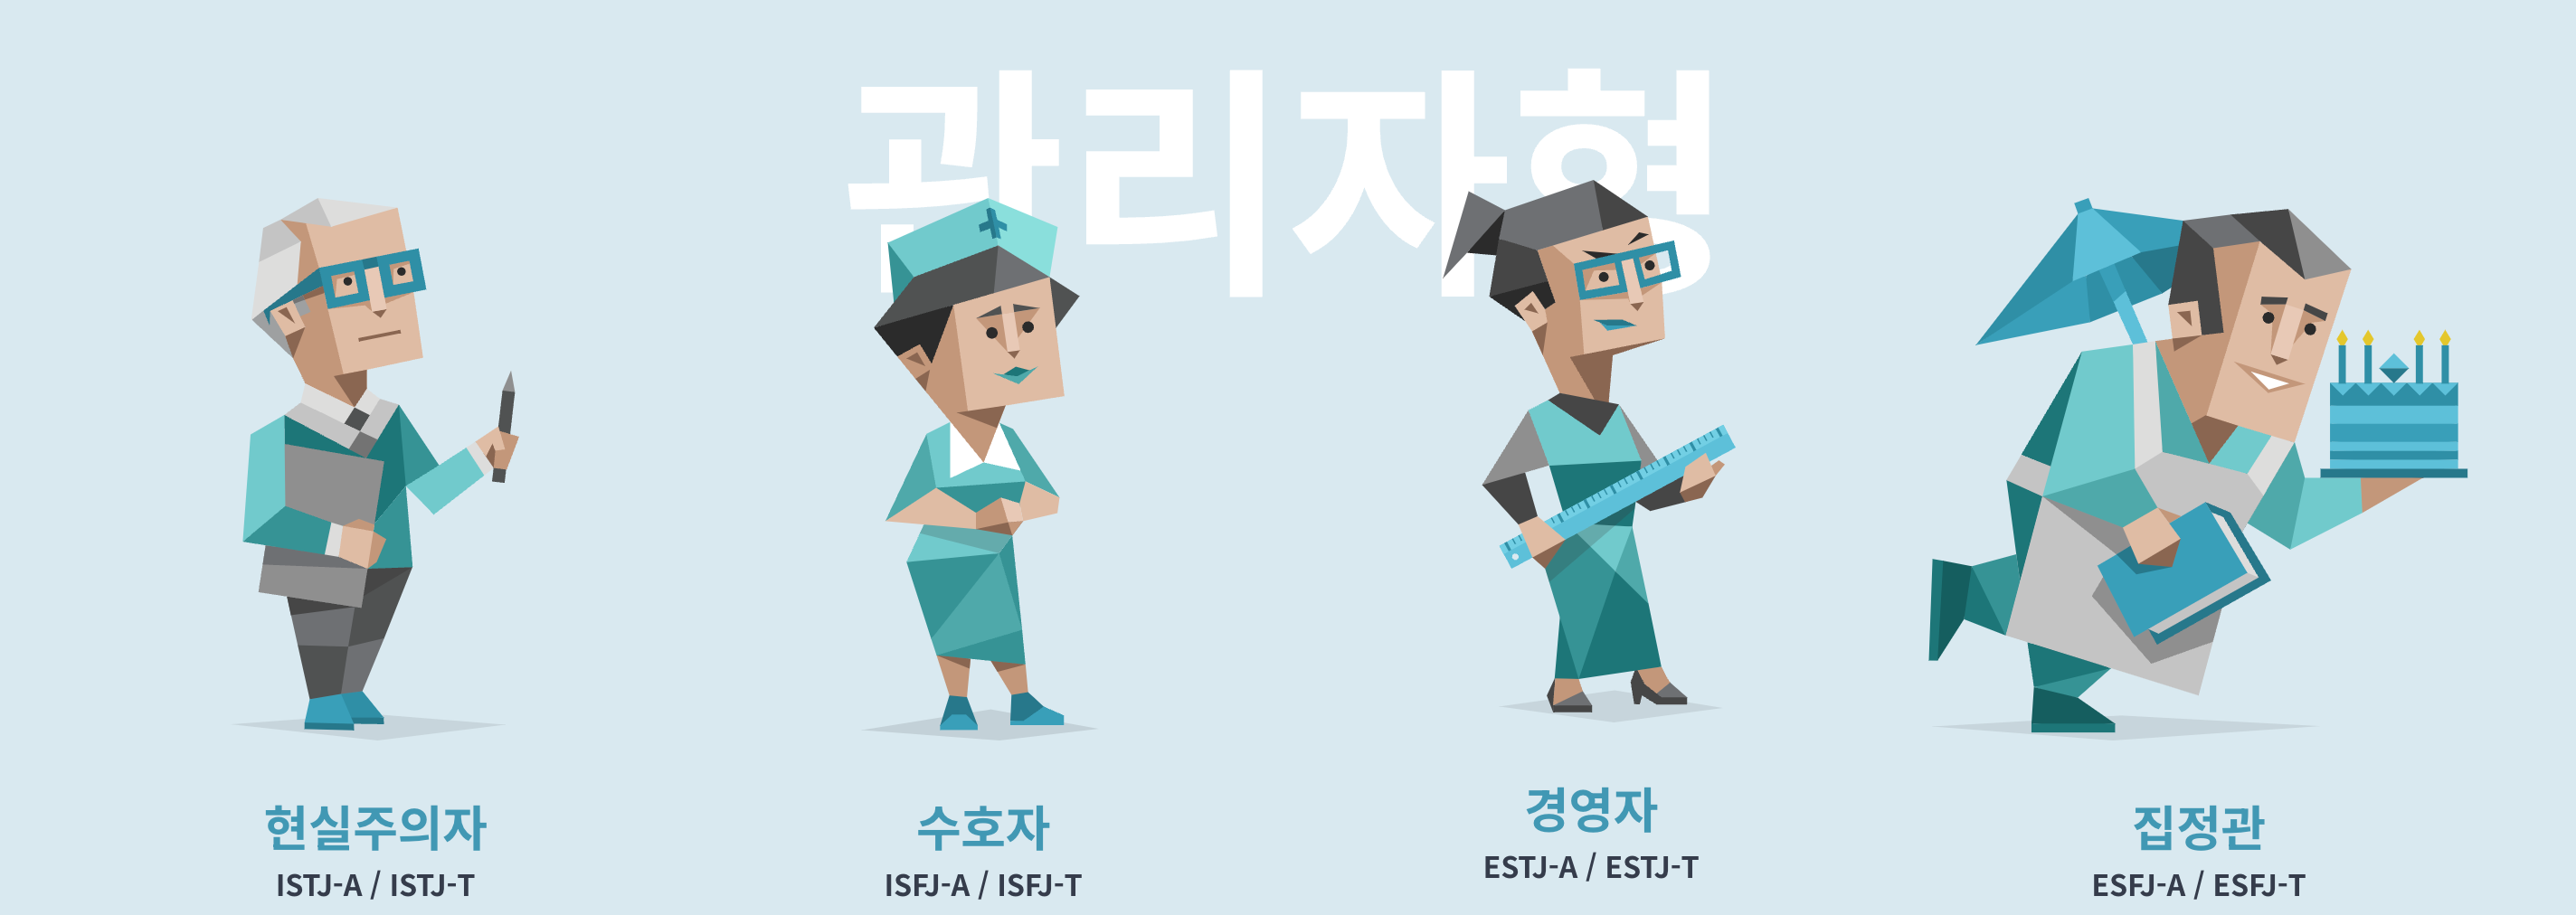 관리자형
현실주의자
ISTJ-A / ISTJ-T
수호자
ISFJ-A / ISFJ-T
경영자
ESTJ-A / ESTJ-T
집정관
ESFJ-A / ESFJ-T